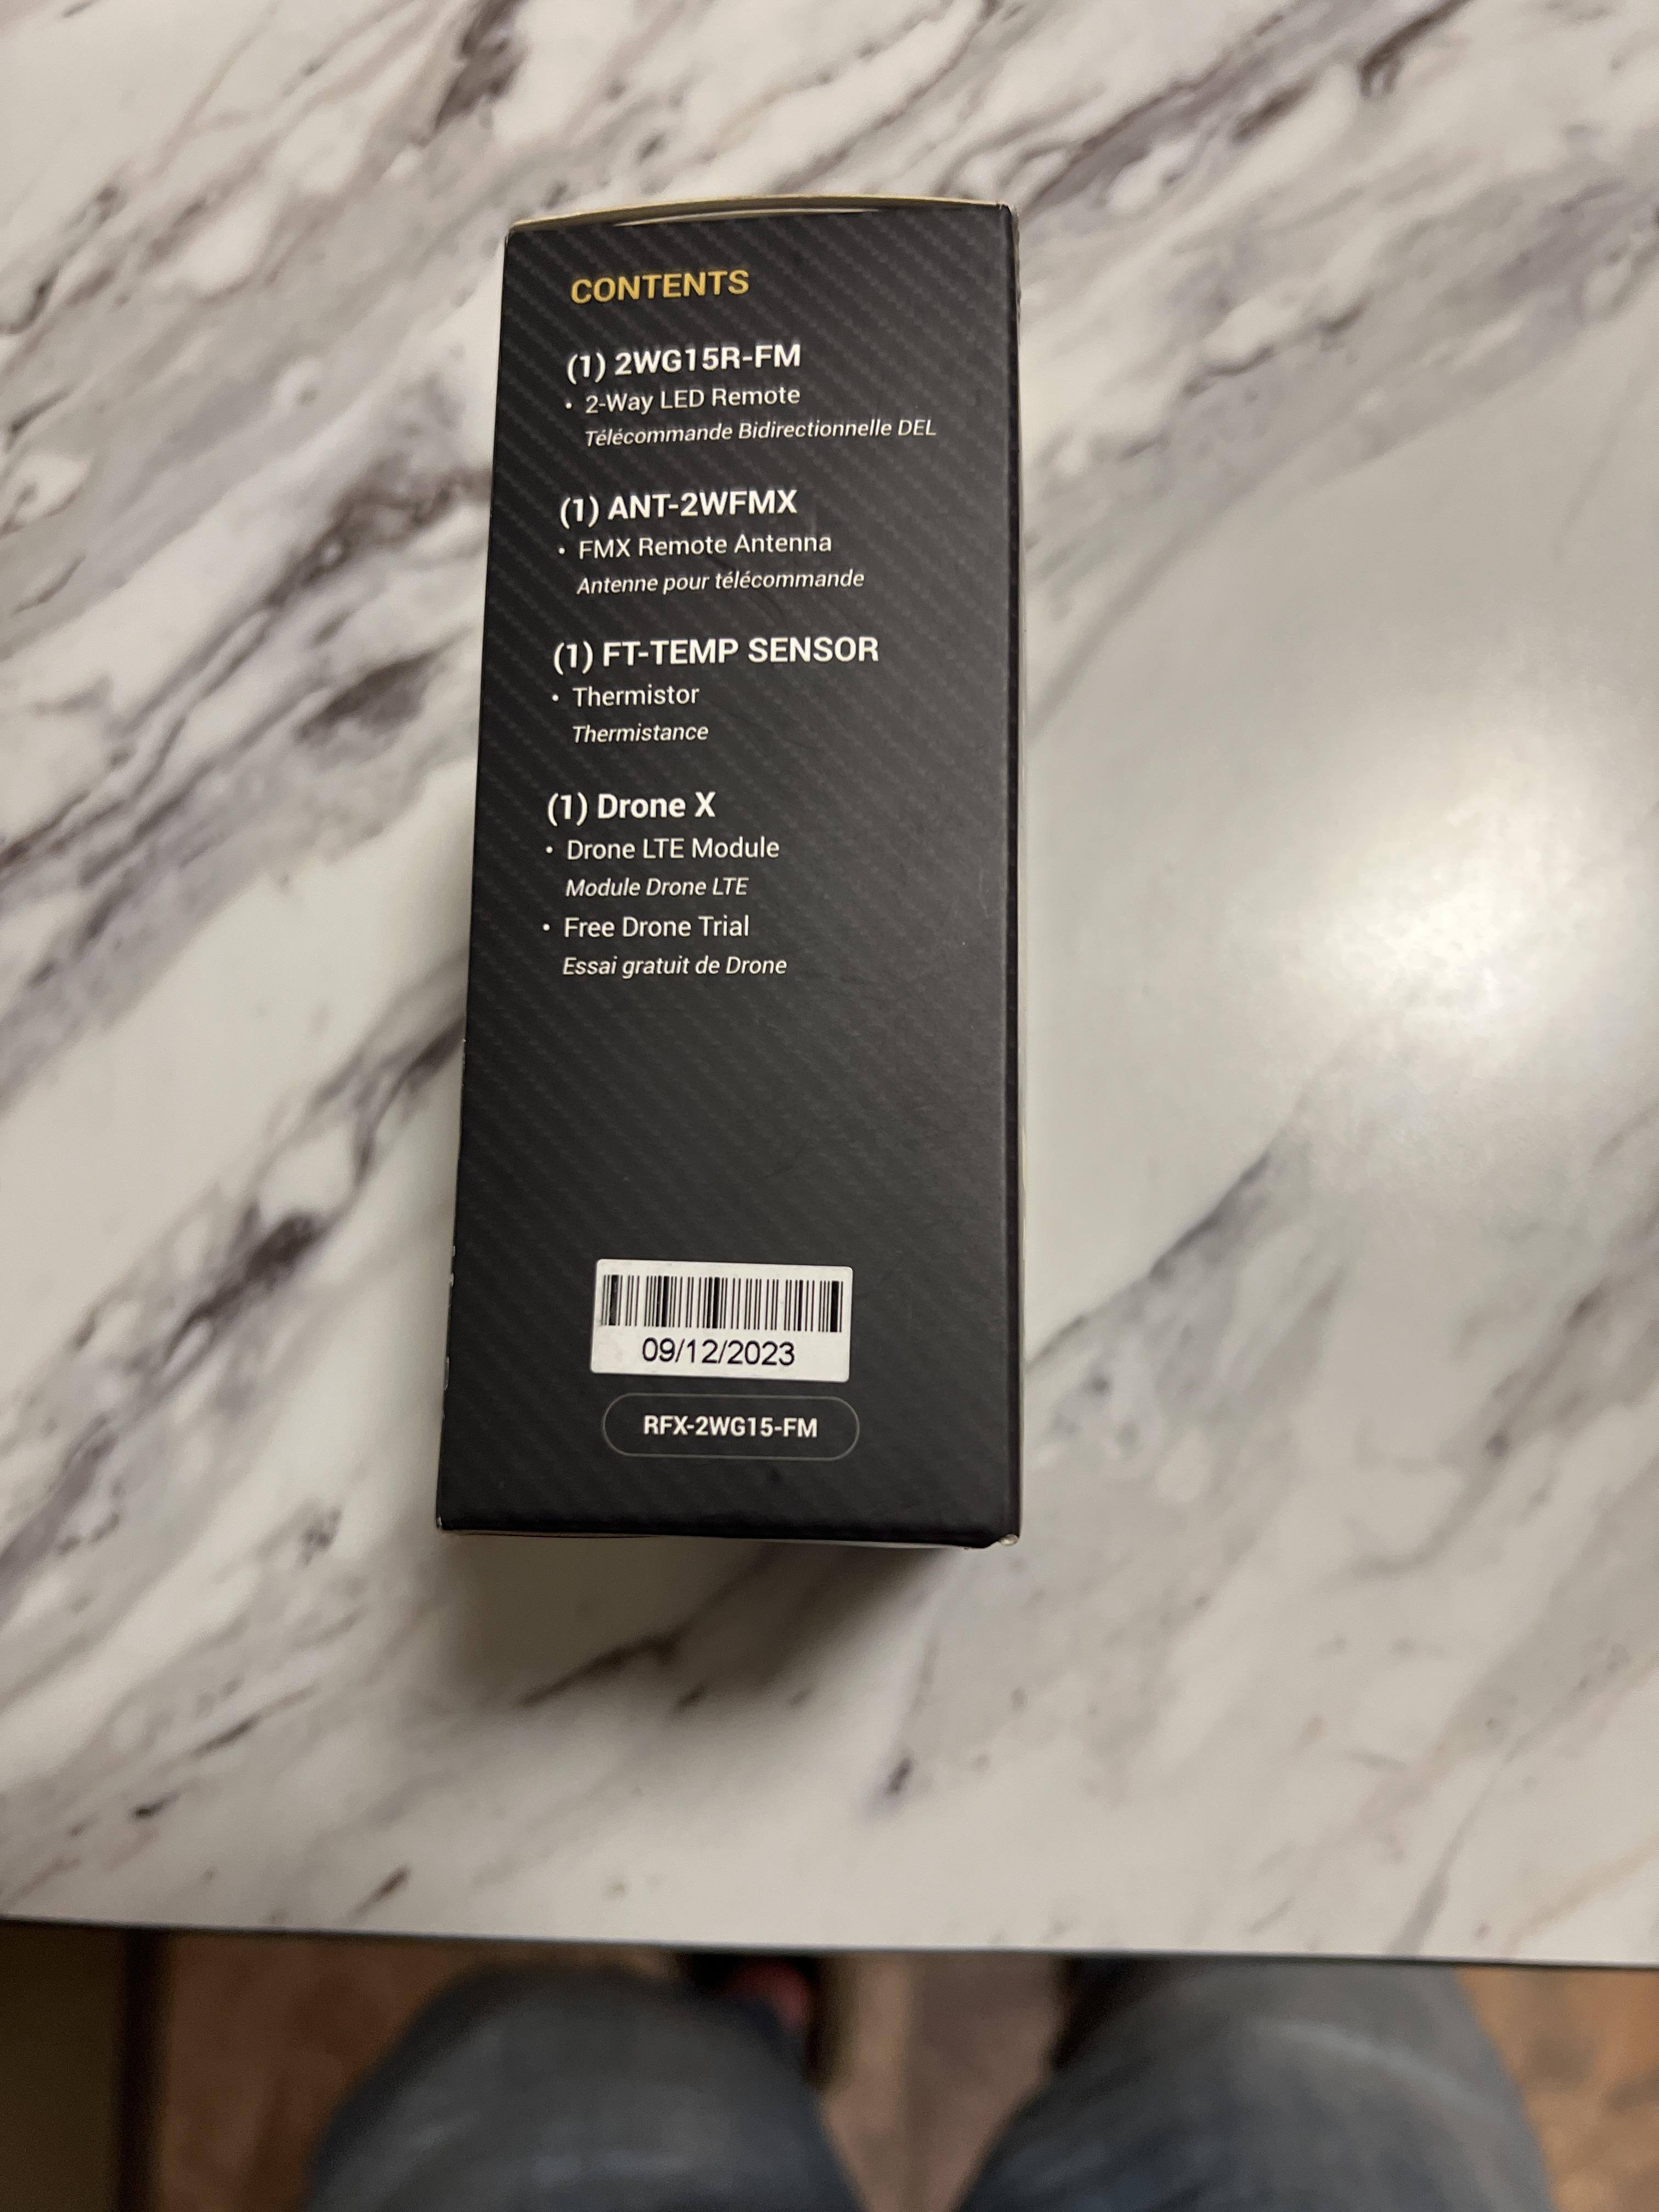 CONTENTS
(1) 2WG15R-FM
• 2-Way LED Remote
Télécommande Bidirectionnelle DEL
(1) ANT-2WFMX
• FMX Remote Antenna
Antenne pour télécommande
(1) FT-TEMP SENSOR
• Thermistor
Thermistance
(1) Drone X
• Drone LTE Module
Module Drone LTE
• Free Drone Trial
Essai gratuit de Drone
09/12/2023
RFX-2WG15-FM